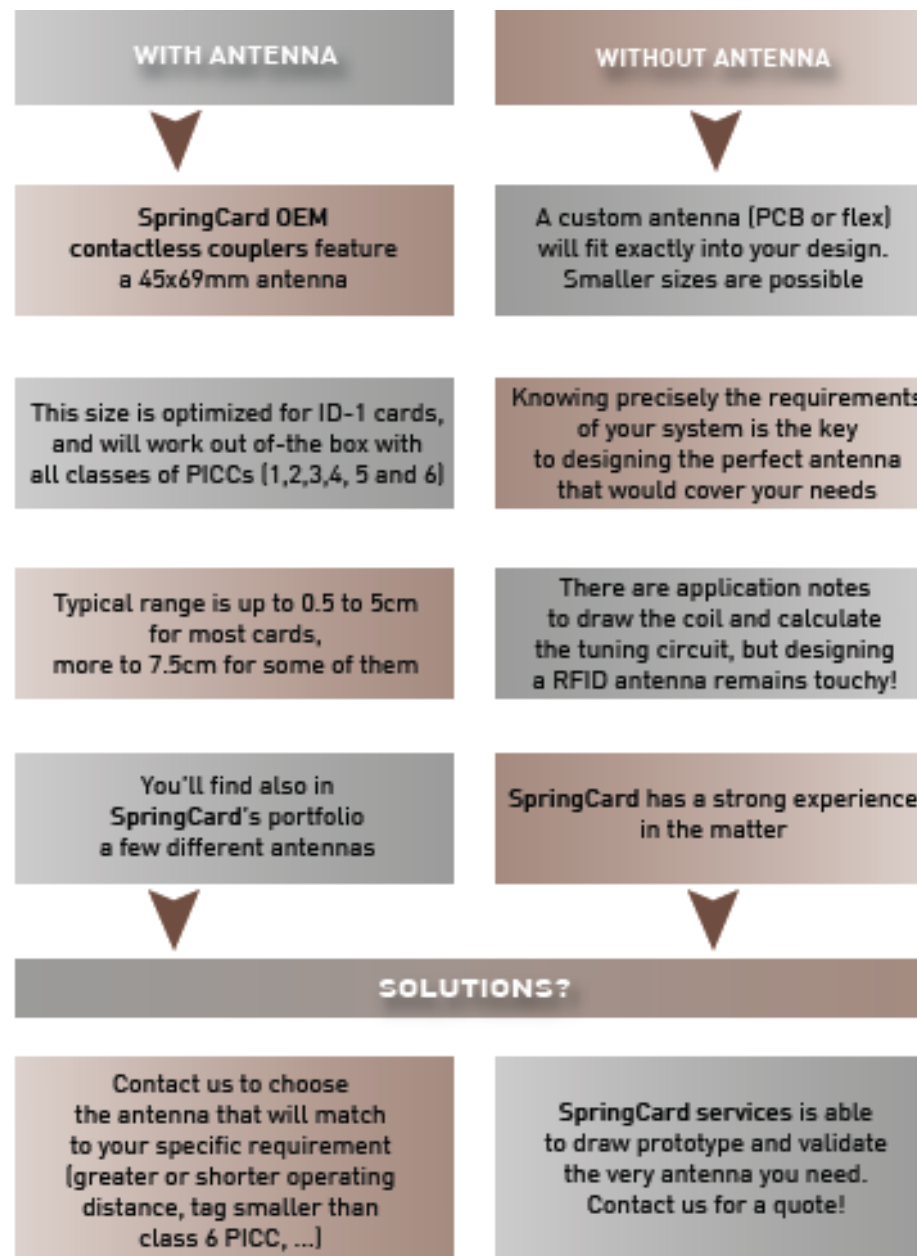 WITH ANTENNA
SpringCard OEM
contactless couplers feature
a 45x69mm antenna
This size is optimized for ID-1 cards,
and will work out of-the box with
all classes of PICCs (1,2,3,4, 5 and 6)
Typical range is up to 0.5 to 5cm
for most cards,
more to 7.5cm for some of them
You'll find also in
SpringCard's portfolio
a few different antennas
WITHOUT ANTENNA
A custom antenna (PCB or flex)
will fit exactly into your design.
Smaller sizes are possible
Knowing precisely the requirements
of your system is the key
to designing the perfect antenna
that would cover your needs
There are application notes
to draw the coil and calculate
the tuning circuit, but designing
a RFID antenna remains touchy!
SpringCard has a strong experience
in the matter
SOLUTIONS?
Contact us to choose
the antenna that will match
to your specific requirement
(greater or shorter operating
distance, tag smaller than
class 6 PICC, ...)
SpringCard services is able
to draw prototype and validate
the very antenna you need.
Contact us for a quote!